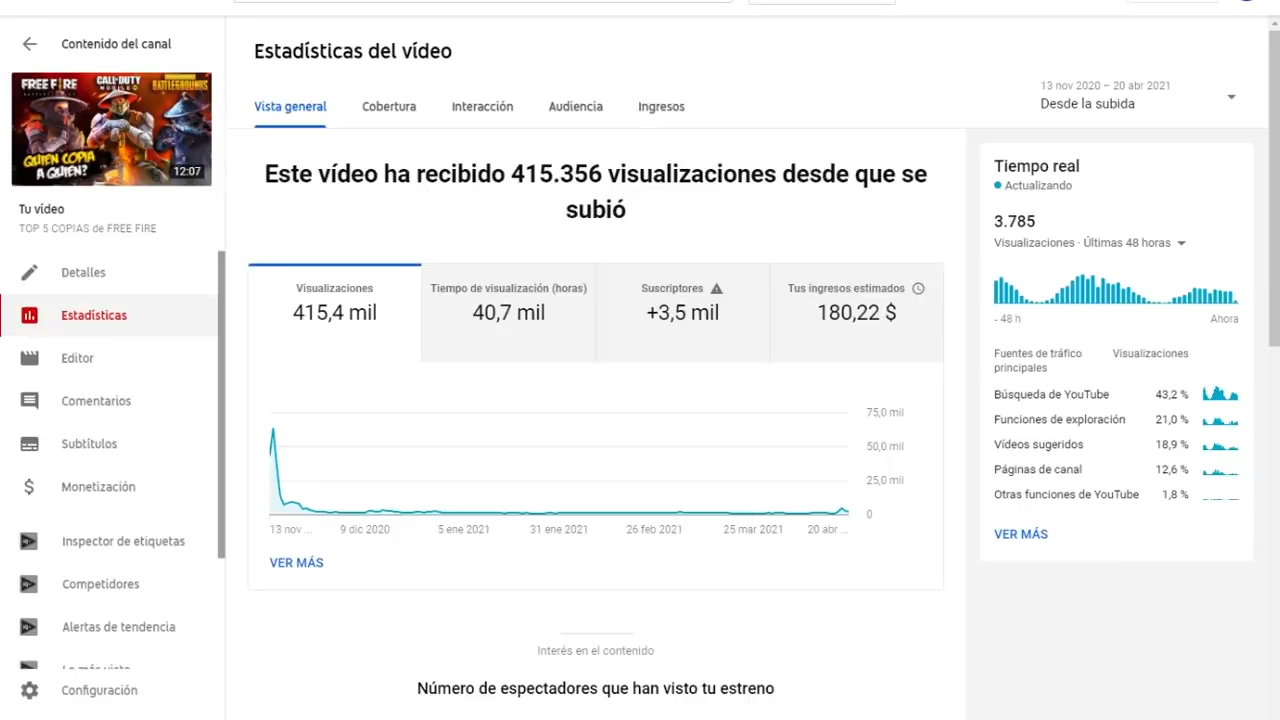 Contenido del canal
FREE FIRE
CALL·DUTY
MOBILE
BATTLEGROUNDS
QUIEN COPIA
A QUIEN?
12:07
Tu vídeo
TOP 5 COPIAS de FREE FIRE
Detalles
Estadísticas
Editor
Comentarios
Subtítulos
Monetización
Inspector de etiquetas
Competidores
Alertas de tendencia
Configuración
Estadísticas del vídeo
Vista general Cobertura Interacción Audiencia Ingresos
13 nov 2020 – 20 abr 2021
Desde la subida
Este vídeo ha recibido 415.356 visualizaciones desde que se
subió
Visualizaciones
415,4 mil
Tiempo de visualización (horas)
40,7 mil
Suscriptores
+3,5 mil
Tus ingresos estimados
180,22 $
75,0 mil
50,0 mil
25,0 mil
0
13 nov ... 9 dic 2020 5 ene 2021 31 ene 2021 26 feb 2021 25 mar 2021 20 abr ...
VER MÁS
Interés en el contenido
Número de espectadores que han visto tu estreno
Tiempo real
Actualizando
3.785
Visualizaciones · Últimas 48 horas
- 48 h Ahora
Fuentes de tráfico
principales
Visualizaciones
Búsqueda de YouTube 43,2 %
Funciones de exploración 21,0 %
Vídeos sugeridos 18,9 %
Páginas de canal 12,6 %
Otras funciones de YouTube 1,8 %
VER MÁS